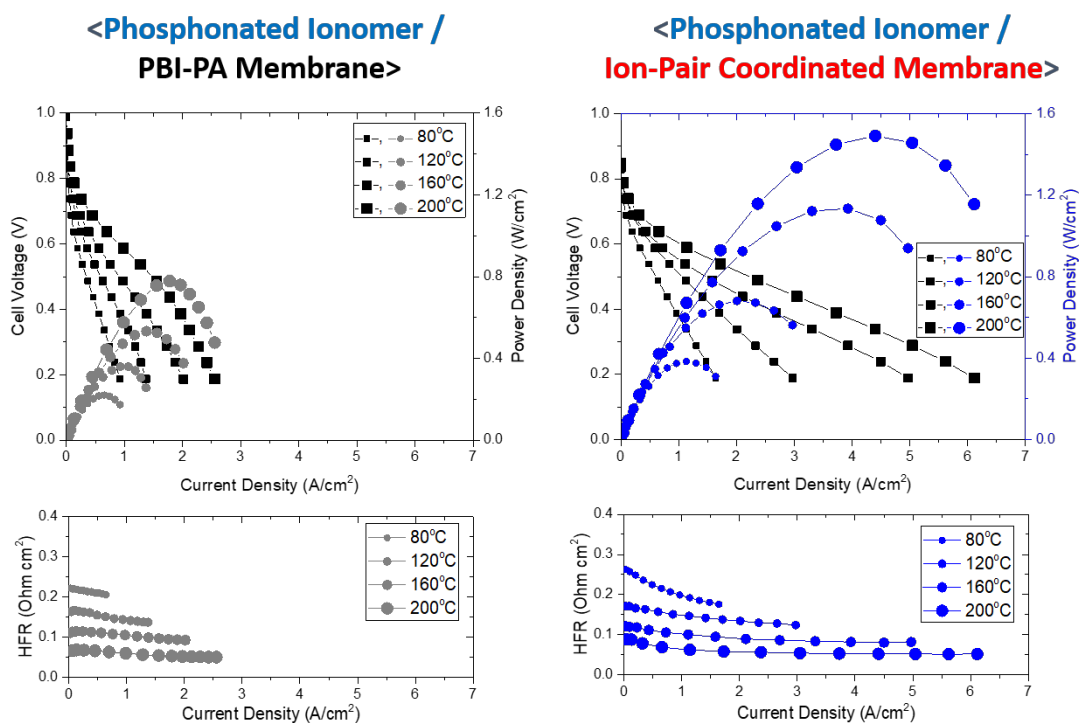 <Phosphonated Ionomer /
PBI-PA Membrane>
<Phosphonated Ionomer /
Ion-Pair Coordinated Membrane>
1.0
0.8
0.6
0.4
0.2
0.0
Cell Voltage (V)
1.6
1.2
0.8
0.4
0.0
Power Density (W/cm²)
80°C
120°C
160°C
200°C
0 1 2 3 4 5 6 7
Current Density (A/cm²)
1.0
0.8
0.6
0.4
0.2
0.0
Cell Voltage (V)
1.6
1.2
0.8
0.4
0.0
Power Density (W/cm²)
80°C
120°C
160°C
200°C
0 1 2 3 4 5 6 7
Current Density (A/cm²)
0.4
0.3
0.2
0.1
0.0
HFR (Ohm cm²)
80°C
120°C
160°C
200°C
0 1 2 3 4 5 6 7
Current Density (A/cm²)
0.4
0.3
0.2
0.1
0.0
HFR (Ohm cm²)
80°C
120°C
160°C
200°C
0 1 2 3 4 5 6 7
Current Density (A/cm²)